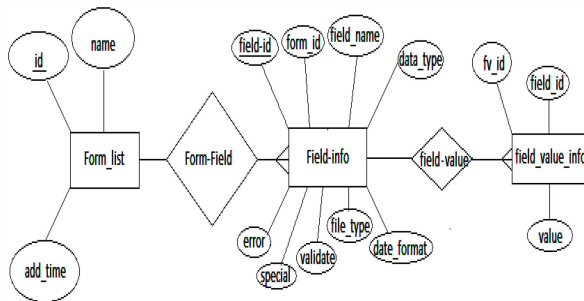 id
name
field-id
form_id
field_name
data_type
fv_id
field_id
Form_list
Form-Field
Field-info
field-value
field_value_info
add_time
error
special
validate
file_type
date_format
value